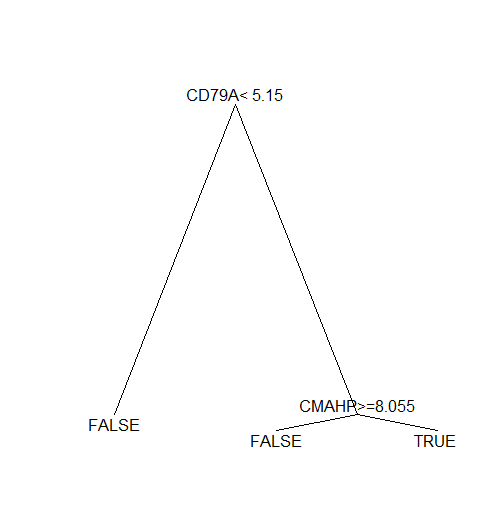 CD79A< 5.15
CMAHP>=8.055
FALSE
FALSE
TRUE